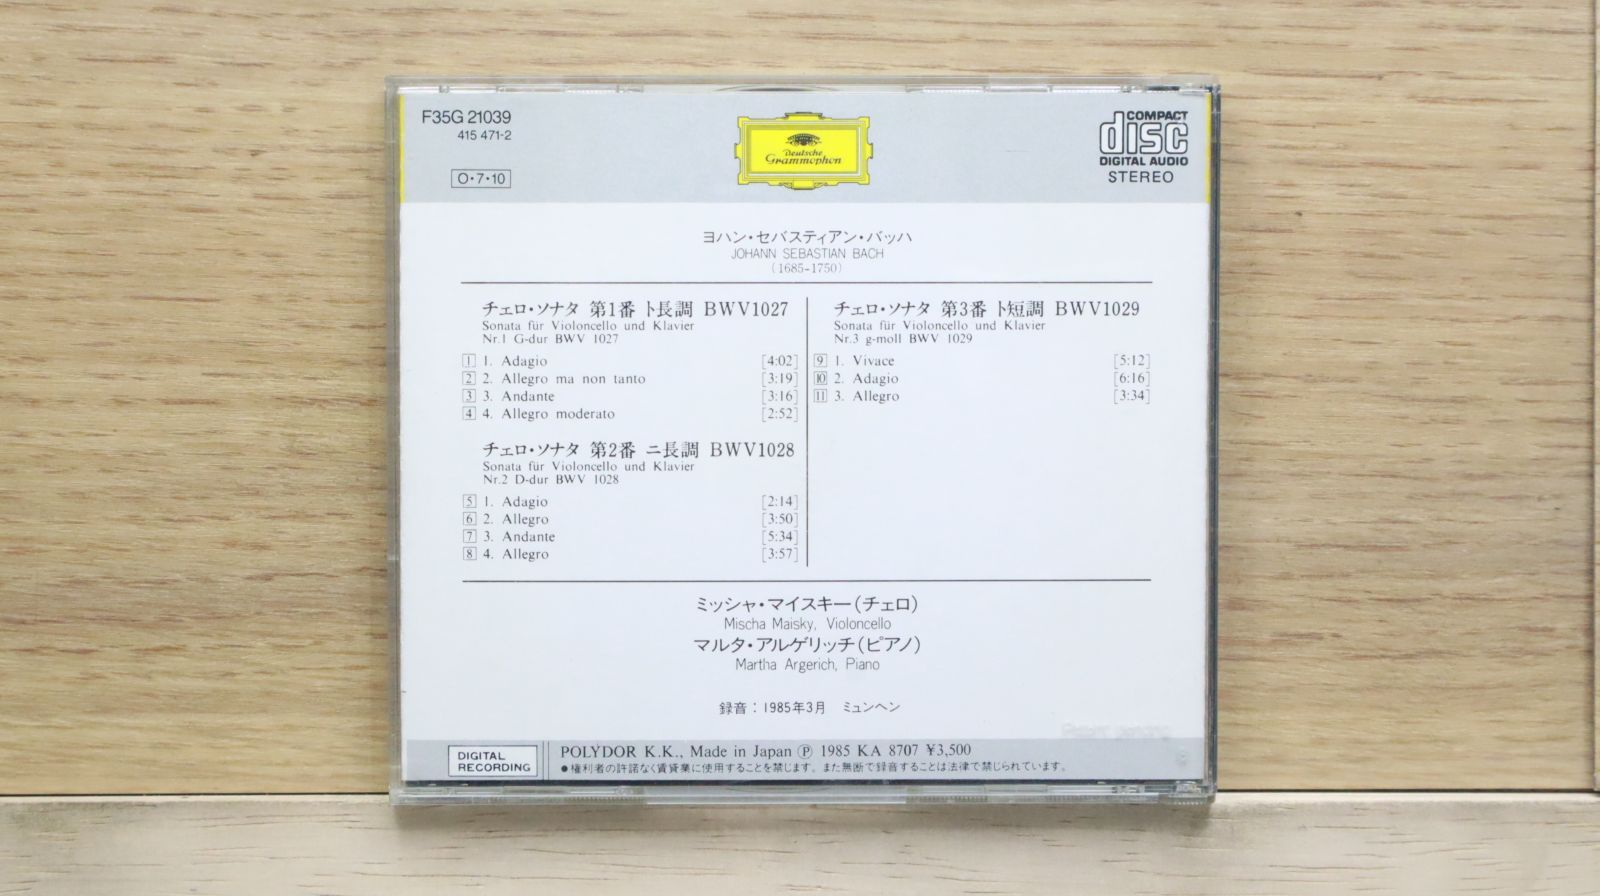 F35G 21039
415 471-2
O・7・10
Deutsche
Grammophon
COMPACT
disc
DIGITAL AUDIO
STEREO
ヨハン・セバスティアン・バッハ
JOHANN SEBASTIAN BACH
(1685-1750)
チェロ・ソナタ 第1番 ト長調 BWV1027
Sonata für Violoncello und Klavier
Nr.1 G-dur BWV 1027
1 1. Adagio [4:02]
2 2. Allegro ma non tanto [3:19]
3 3. Andante [3:16]
4 4. Allegro moderato [2:52]
チェロ・ソナタ 第2番 ニ長調 BWV1028
Sonata für Violoncello und Klavier
Nr.2 D-dur BWV 1028
5 1. Adagio [2:14]
6 2. Allegro [3:50]
7 3. Andante [5:34]
8 4. Allegro [3:57]
チェロ・ソナタ 第3番 ト短調 BWV1029
Sonata für Violoncello und Klavier
Nr.3 g-moll BWV 1029
9 1. Vivace [5:12]
10 2. Adagio [6:16]
11 3. Allegro [3:34]
ミッシャ・マイスキー(チェロ)
Mischa Maisky, Violoncello
マルタ・アルゲリッチ(ピアノ)
Martha Argerich, Piano
録音：1985年3月 ミュンヘン
DIGITAL
RECORDING
POLYDOR K.K., Made in Japan Ⓟ 1985 KA 8707 ¥3,500
●権利者の許諾なく賃貸業に使用することを禁じます。また無断で録音することは法律で禁じられています。